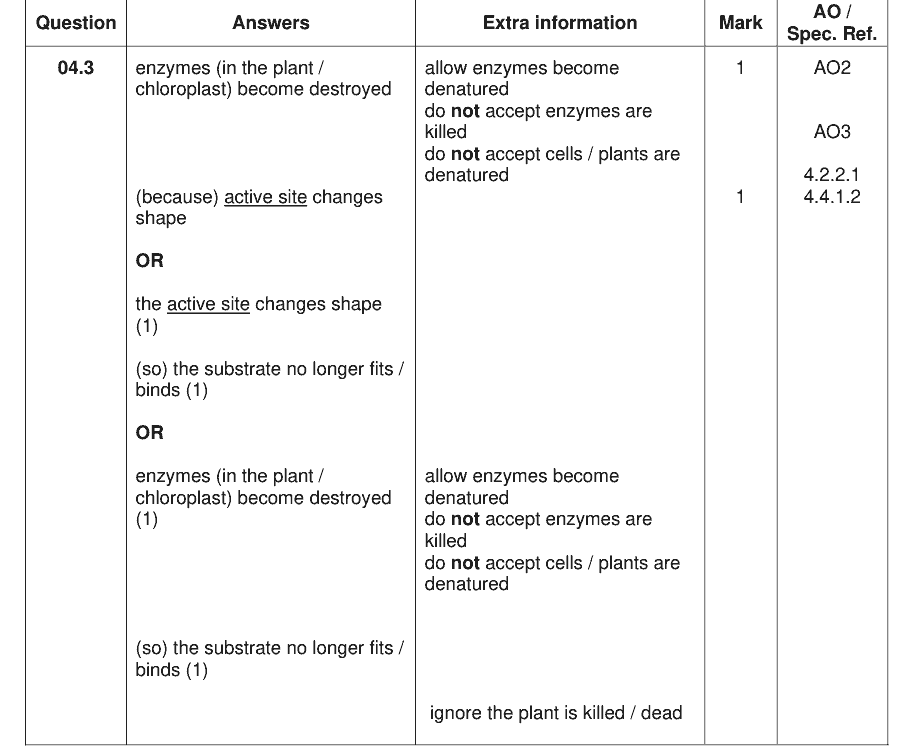 Question Answers Extra information Mark AO /
Spec. Ref.
04.3 enzymes (in the plant / allow enzymes become 1 AO2
chloroplast) become destroyed denatured
do not accept enzymes are
killed AO3
do not accept cells / plants are
denatured 4.2.2.1
(because) active site changes 1 4.4.1.2
shape
OR
the active site changes shape
(1)
(so) the substrate no longer fits /
binds (1)
OR
enzymes (in the plant / allow enzymes become
chloroplast) become destroyed denatured
(1) do not accept enzymes are
killed
do not accept cells / plants are
denatured
(so) the substrate no longer fits /
binds (1)
ignore the plant is killed / dead